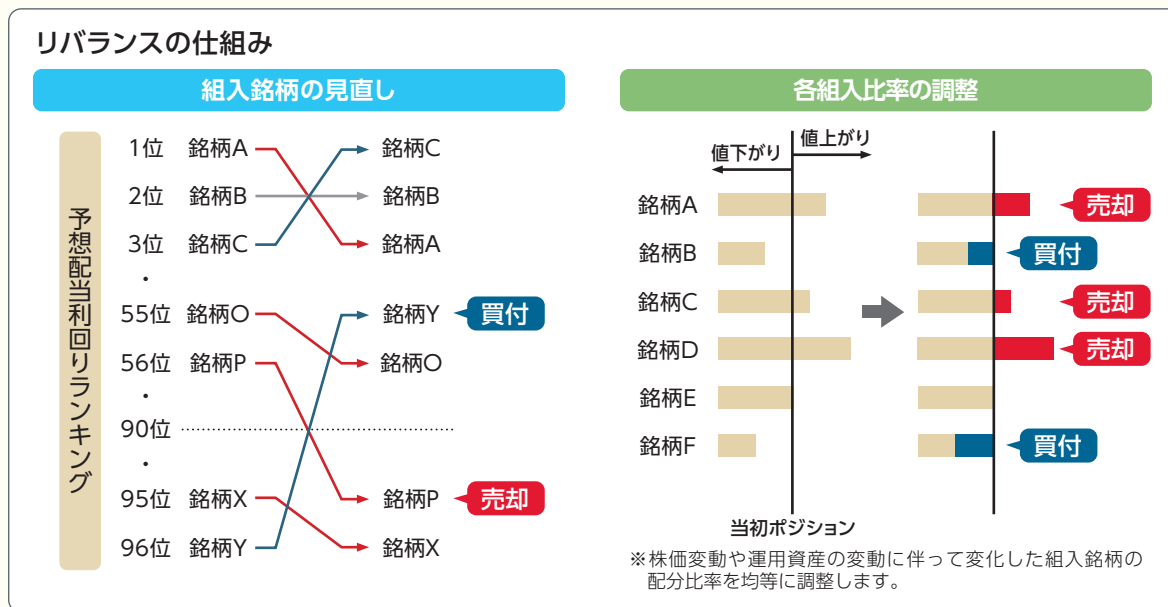 リバランスの仕組み
組入銘柄の見直し
予想配当利回りランキング
1位 銘柄A 銘柄C
2位 銘柄B 銘柄B
3位 銘柄C 銘柄A
・
55位 銘柄O 銘柄Y 買付
56位 銘柄P 銘柄O
・
90位
・
95位 銘柄X 銘柄P 売却
96位 銘柄Y 銘柄X
各組入比率の調整
値下がり 値上がり
銘柄A 売却
銘柄B 買付
銘柄C 売却
銘柄D 売却
銘柄E
銘柄F 買付
当初ポジション
※株価変動や運用資産の変動に伴って変化した組入銘柄の
配分比率を均等に調整します。